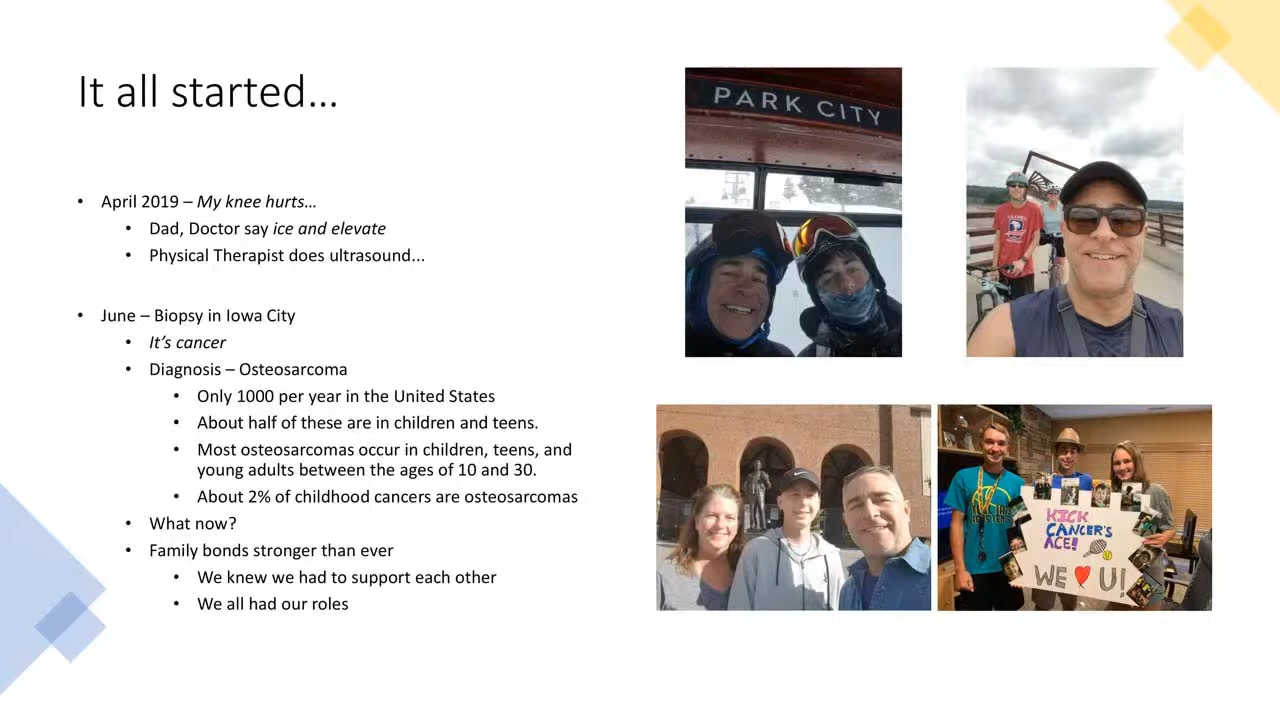 It all started…
April 2019 – My knee hurts…
Dad, Doctor say ice and elevate
Physical Therapist does ultrasound...
June – Biopsy in Iowa City
It’s cancer
Diagnosis – Osteosarcoma
Only 1000 per year in the United States
About half of these are in children and teens.
Most osteosarcomas occur in children, teens, and
young adults between the ages of 10 and 30.
About 2% of childhood cancers are osteosarcomas
What now?
Family bonds stronger than ever
We knew we had to support each other
We all had our roles
PARK CITY
KICK
CANCER'S
ACE!
WE ♥ U!